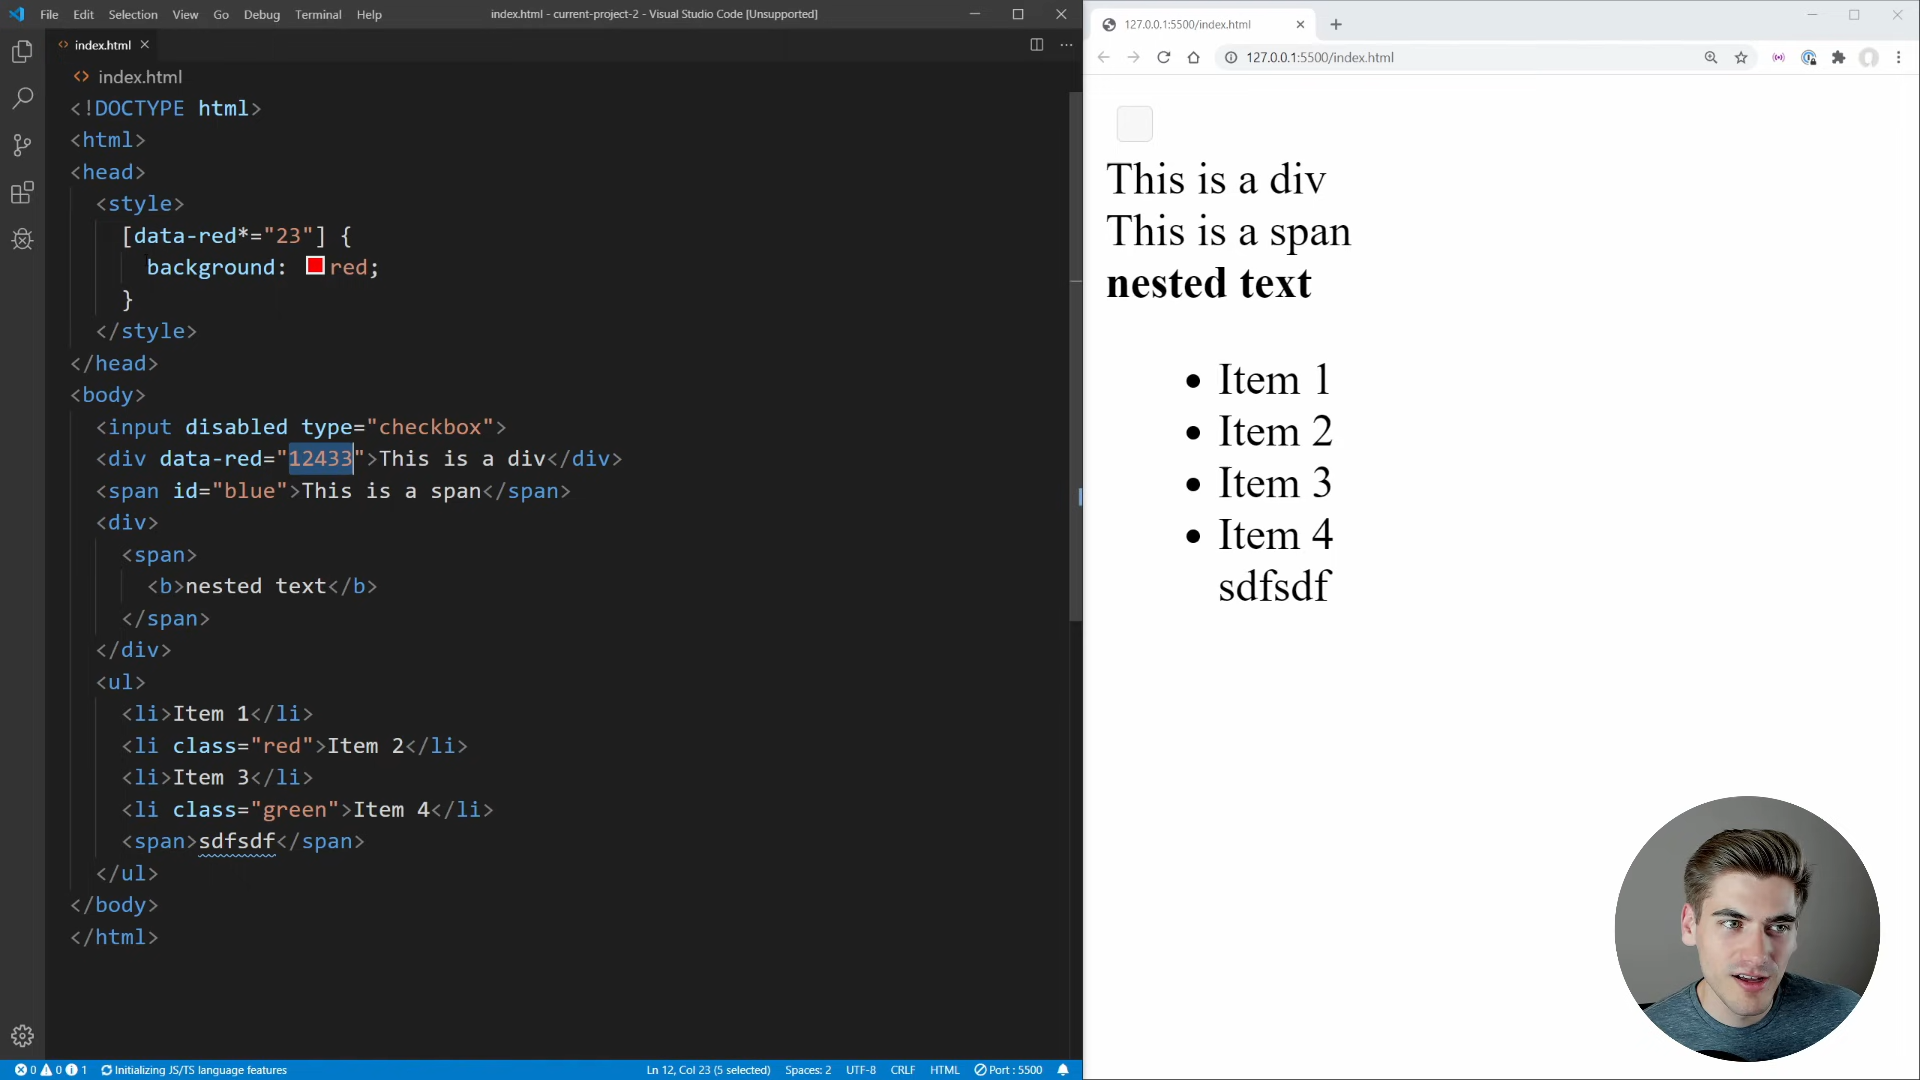 File Edit Selection View Go Debug Terminal Help
index.html - current-project-2 - Visual Studio Code [Unsupported]
index.html
index.html
<!DOCTYPE html>
<html>
<head>
<style>
[data-red*="23"] {
background: red;
}
</style>
</head>
<body>
<input disabled type="checkbox">
<div data-red="12433">This is a div</div>
<span id="blue">This is a span</span>
<div>
<span>
<b>nested text</b>
</span>
</div>
<ul>
<li>Item 1</li>
<li class="red">Item 2</li>
<li>Item 3</li>
<li class="green">Item 4</li>
<span>sdfsdf</span>
</ul>
</body>
</html>
0 0 1 Initializing JS/TS language features
Ln 12, Col 23 (5 selected) Spaces: 2 UTF-8 CRLF HTML Port : 5500
127.0.0.1:5500/index.html
127.0.0.1:5500/index.html
This is a div
This is a span
nested text
Item 1
Item 2
Item 3
Item 4
sdfsdf